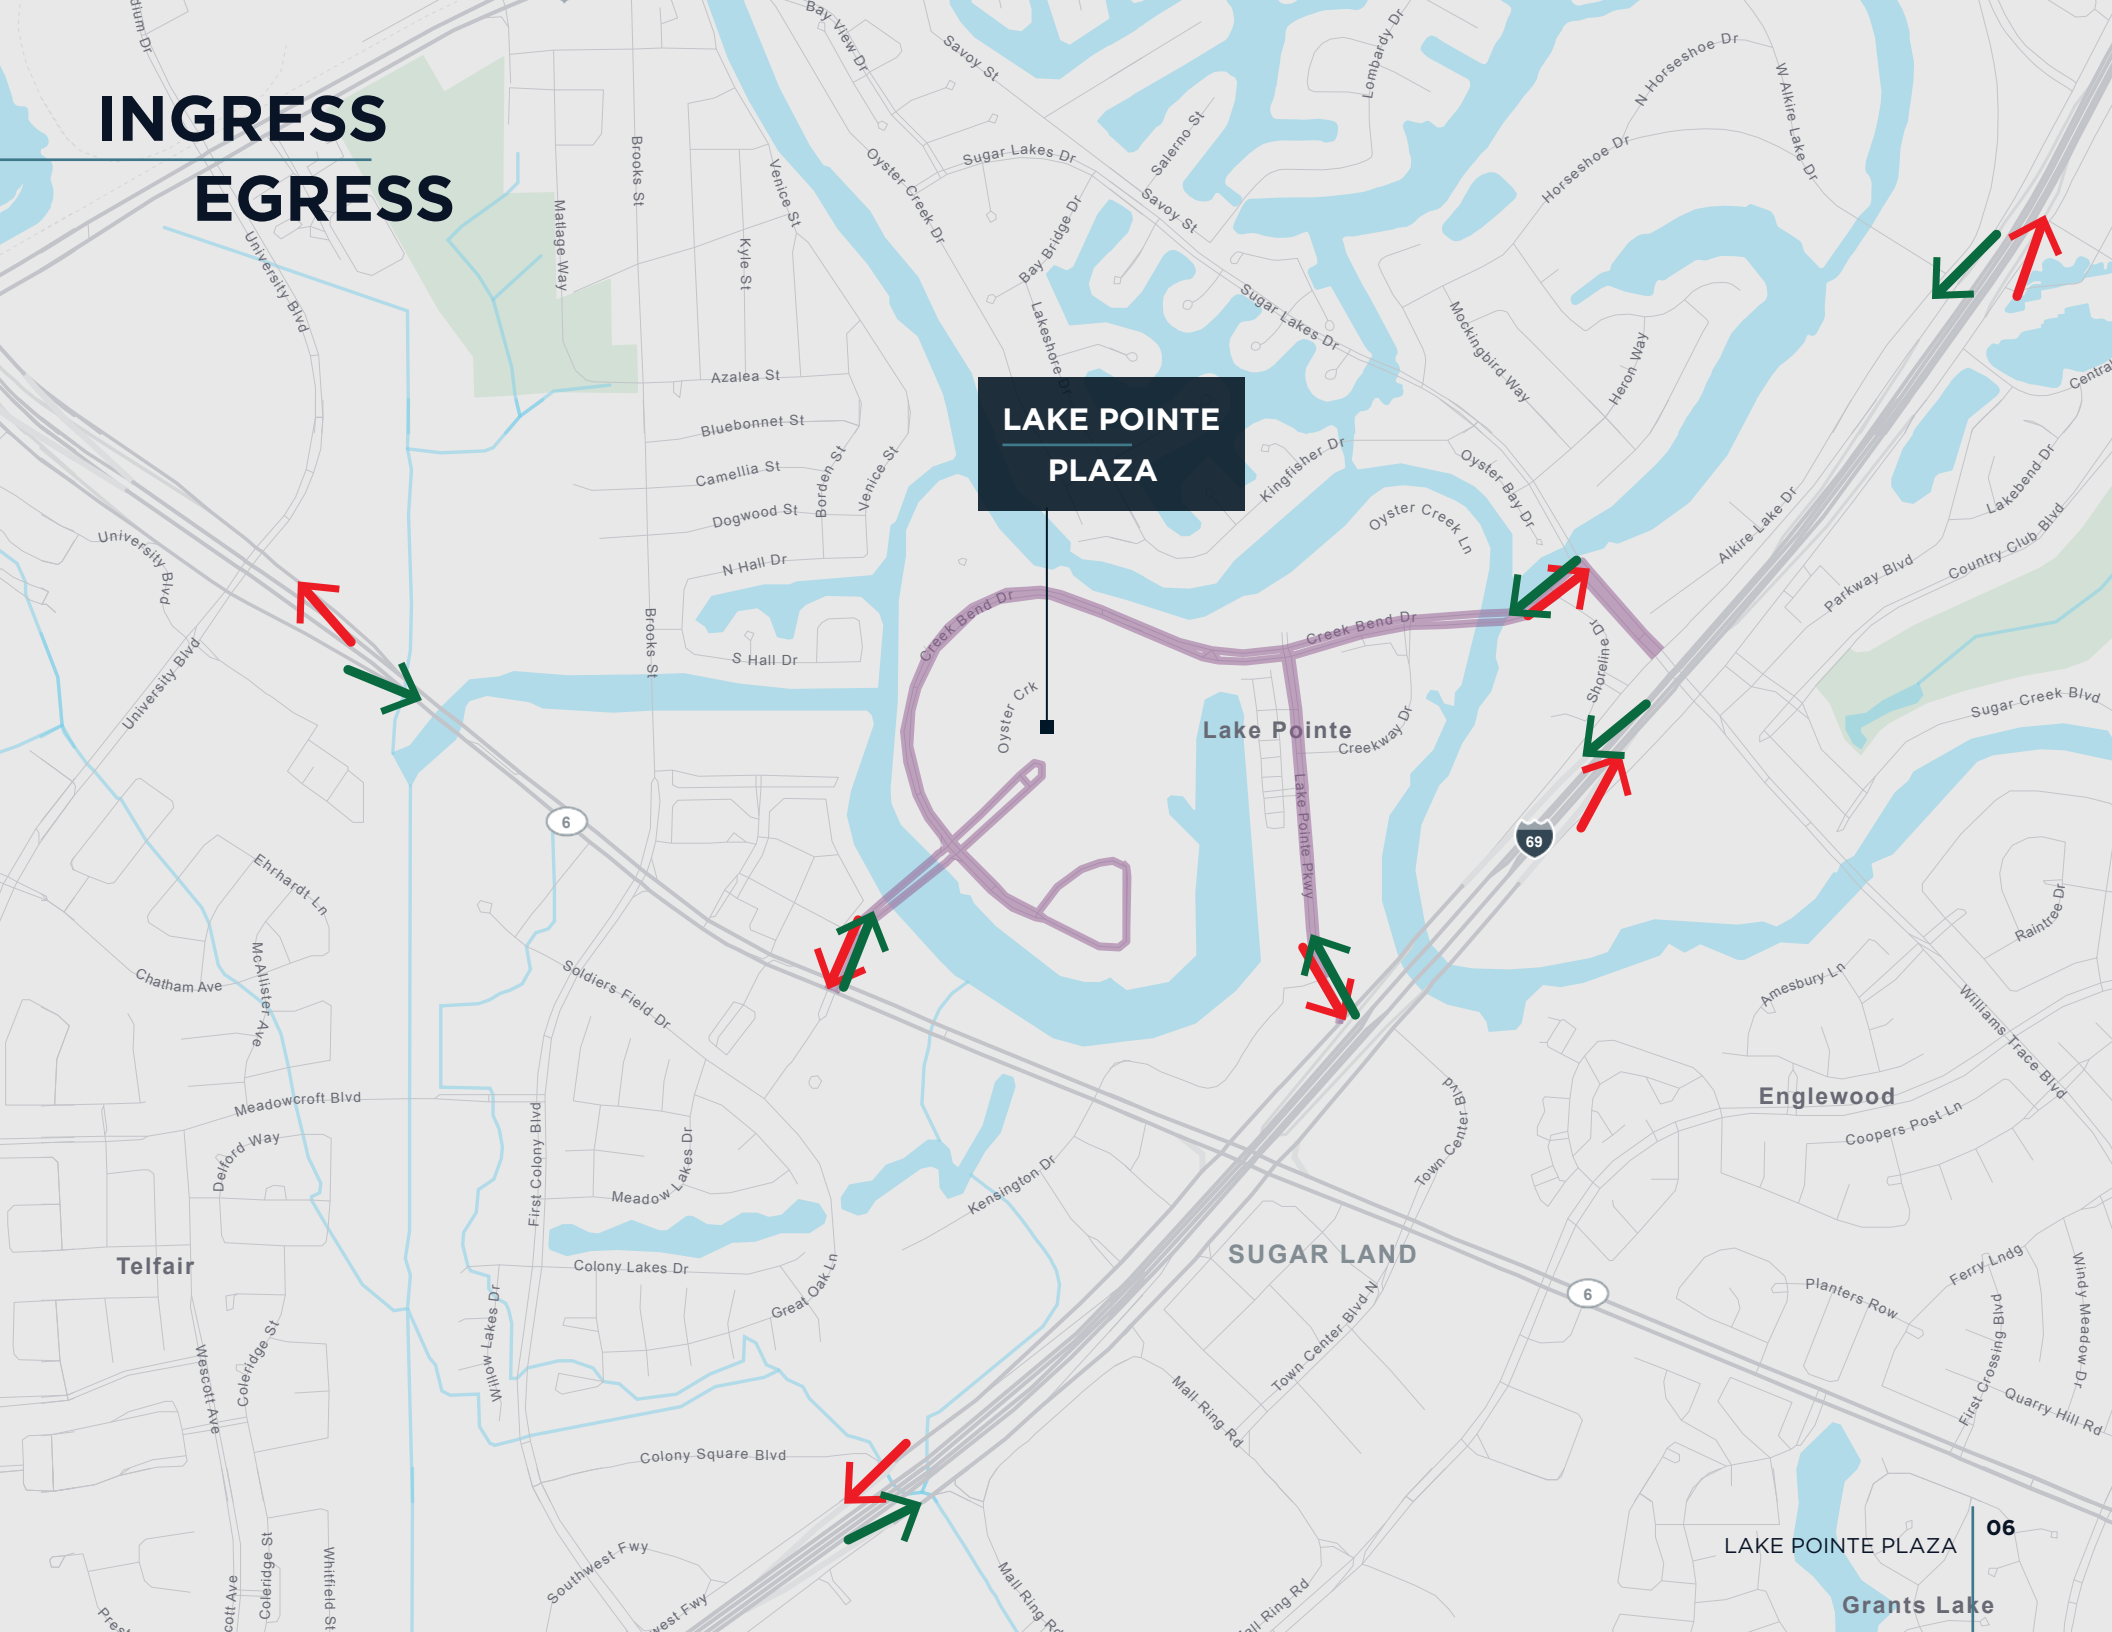 INGRESS
EGRESS
LAKE POINTE
PLAZA
Bay View Dr
Savoy St
Lombardy Dr
N Horseshoe Dr
W Alkire Lake Dr
Horseshoe Dr
Salerno St
Savoy St
Sugar Lakes Dr
Oyster Creek Dr
Bay Bridge Dr
Brooks St
Venice St
Matlage Way
Kyle St
University Blvd
Lakeshore Dr
Sugar Lakes Dr
Mockingbird Way
Heron Way
Azalea St
Bluebonnet St
Camellia St
Borden St
Venice St
Dogwood St
N Hall Dr
S Hall Dr
Brooks St
Kingfisher Dr
Oyster Bay Dr
Oyster Creek Ln
Alkire Lake Dr
Parkway Blvd
Country Club Blvd
Lakebend Dr
Sugar Creek Blvd
University Blvd
University Blvd
Creek Bend Dr
Creek Bend Dr
Shoreline Dr
Oyster Crk
Lake Pointe
Creekway Dr
Lake Pointe Pkwy
6
69
Ehrhardt Ln
McAllister Ave
Chatham Ave
Soldiers Field Dr
Raintree Dr
Amesbury Ln
Williams Trace Blvd
Englewood
Coopers Post Ln
Town Center Blvd
Meadowcroft Blvd
Delford Way
First Colony Blvd
Meadow Lakes Dr
Kensington Dr
SUGAR LAND
Telfair
Colony Lakes Dr
Great Oak Ln
Willow Lakes Dr
Town Center Blvd N
6
Planters Row
Ferry Lndg
Windy Meadow Dr
First Crossing Blvd
Quarry Hill Rd
Wescott Ave
Coleridge St
Mall Ring Rd
Colony Square Blvd
Southwest Fwy
Coleridge St
Whitfield St
Mall Ring Rd
LAKE POINTE PLAZA
06
Grants Lake